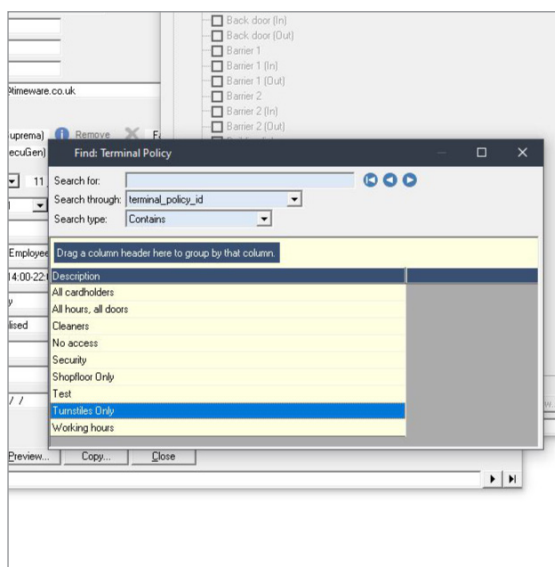 Back door (In)
Back door (Out)
Barrier 1
Barrier 1 (In)
Barrier 1 (Out)
Barrier 2
Barrier 2 (In)
Barrier 2 (Out)
timeware.co.uk
uprema)
Remove
ecuGen)
11
Employee
14:00-22:
lised
/ /
Find: Terminal Policy
Search for:
Search through: terminal_policy_id
Search type: Contains
Drag a column header here to group by that column.
Description
All cardholders
All hours, all doors
Cleaners
No access
Security
Shopfloor Only
Test
Turnstiles Only
Working hours
Preview...
Copy...
Close